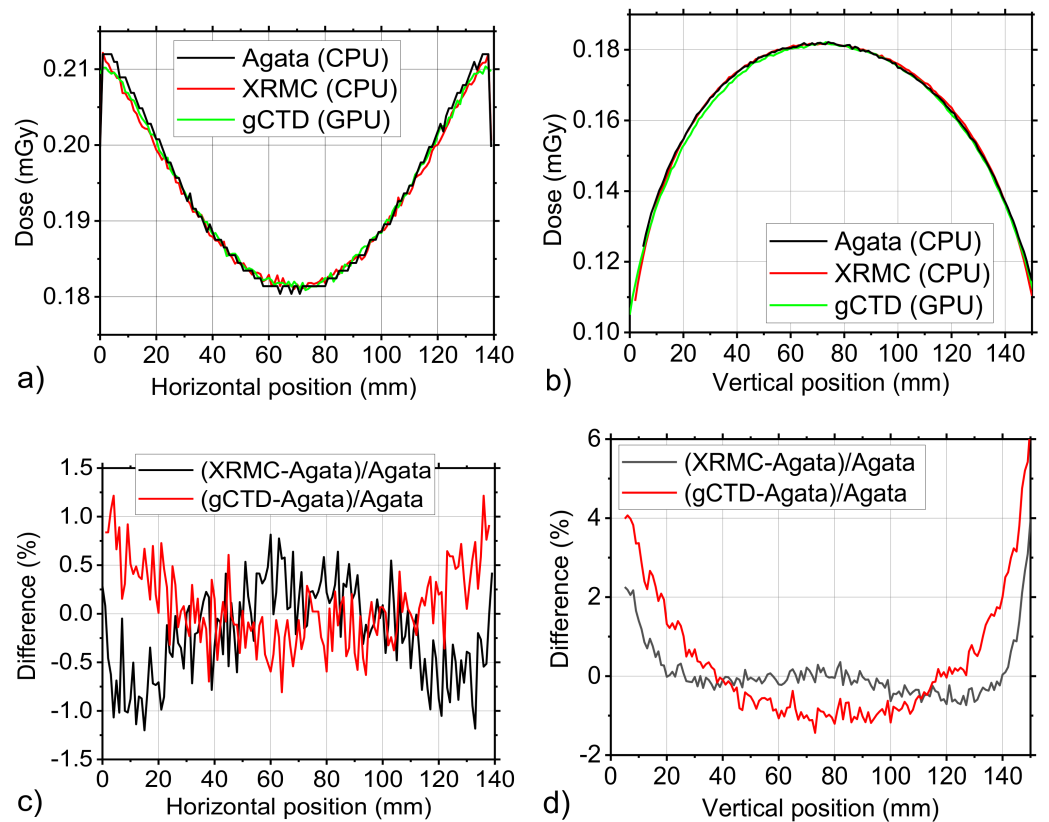 Agata (CPU)
XRMC (CPU)
gCTD (GPU)
0.21
0.20
0.19
0.18
Dose (mGy)
0 20 40 60 80 100 120 140
Horizontal position (mm)
a)
0.18
0.16
0.14
0.12
0.10
Dose (mGy)
Agata (CPU)
XRMC (CPU)
gCTD (GPU)
0 20 40 60 80 100 120 140
Vertical position (mm)
b)
(XRMC-Agata)/Agata
(gCTD-Agata)/Agata
1.5
1.0
0.5
0.0
-0.5
-1.0
-1.5
Difference (%)
0 20 40 60 80 100 120 140
Horizontal position (mm)
c)
(XRMC-Agata)/Agata
(gCTD-Agata)/Agata
6
4
2
0
-2
Difference (%)
0 20 40 60 80 100 120 140
Vertical position (mm)
d)